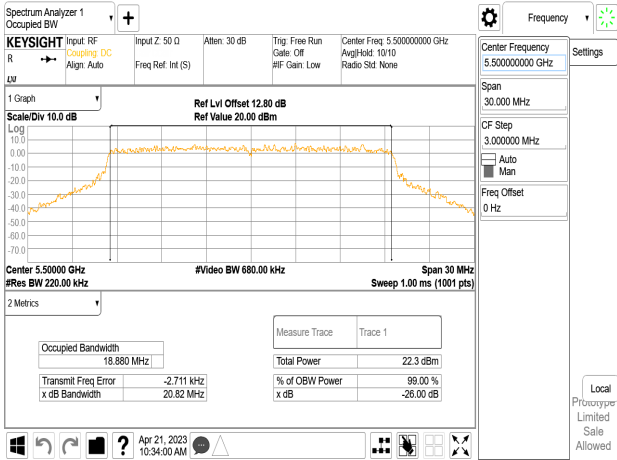 Spectrum Analyzer 1
Occupied BW
Frequency
KEYSIGHT
R
LXI
Input: RF
Coupling: DC
Align: Auto
Input Z: 50 Ω
Freq Ref: Int (S)
Atten: 30 dB
Trig: Free Run
Gate: Off
#IF Gain: Low
Center Freq: 5.500000000 GHz
Avg|Hold: 10/10
Radio Std: None
Center Frequency
5.500000000 GHz
Settings
Span
30.000 MHz
CF Step
3.000000 MHz
Auto
Man
Freq Offset
0 Hz
1 Graph
Scale/Div 10.0 dB
Ref Lvl Offset 12.80 dB
Ref Value 20.00 dBm
Log
10.0
0.00
-10.0
-20.0
-30.0
-40.0
-50.0
-60.0
-70.0
Center 5.50000 GHz
#Video BW 680.00 kHz
Span 30 MHz
#Res BW 220.00 kHz
Sweep 1.00 ms (1001 pts)
2 Metrics
Measure Trace
Trace 1
Occupied Bandwidth
18.880 MHz
Total Power
22.3 dBm
Transmit Freq Error
-2.711 kHz
% of OBW Power
99.00 %
x dB Bandwidth
20.82 MHz
x dB
-26.00 dB
Local
Prototype
Limited
Sale
Allowed
Apr 21, 2023
10:34:00 AM